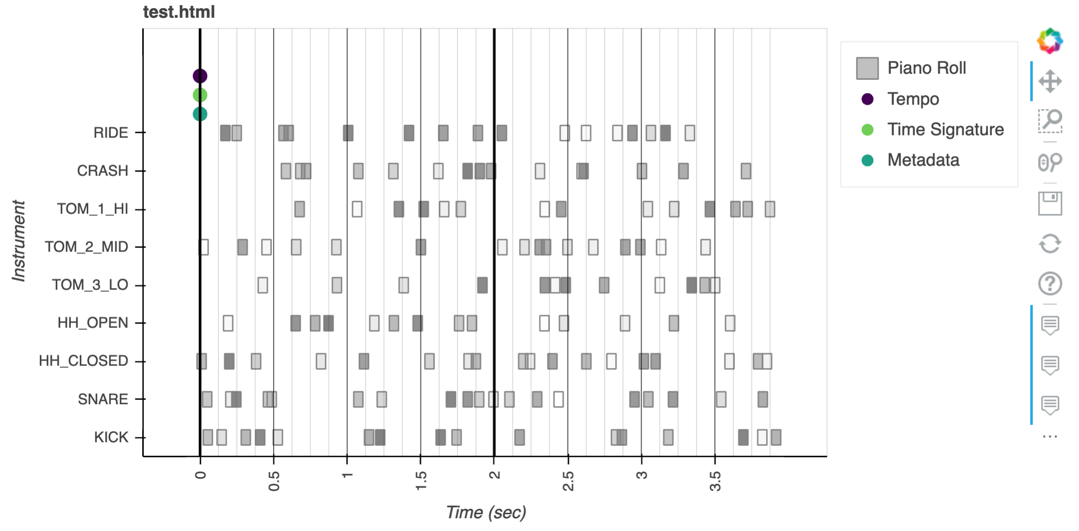 test.html
Piano Roll
Tempo
Time Signature
Metadata
Instrument
RIDE
CRASH
TOM_1_HI
TOM_2_MID
TOM_3_LO
HH_OPEN
HH_CLOSED
SNARE
KICK
0 0.5 1 1.5 2 2.5 3 3.5
Time (sec)